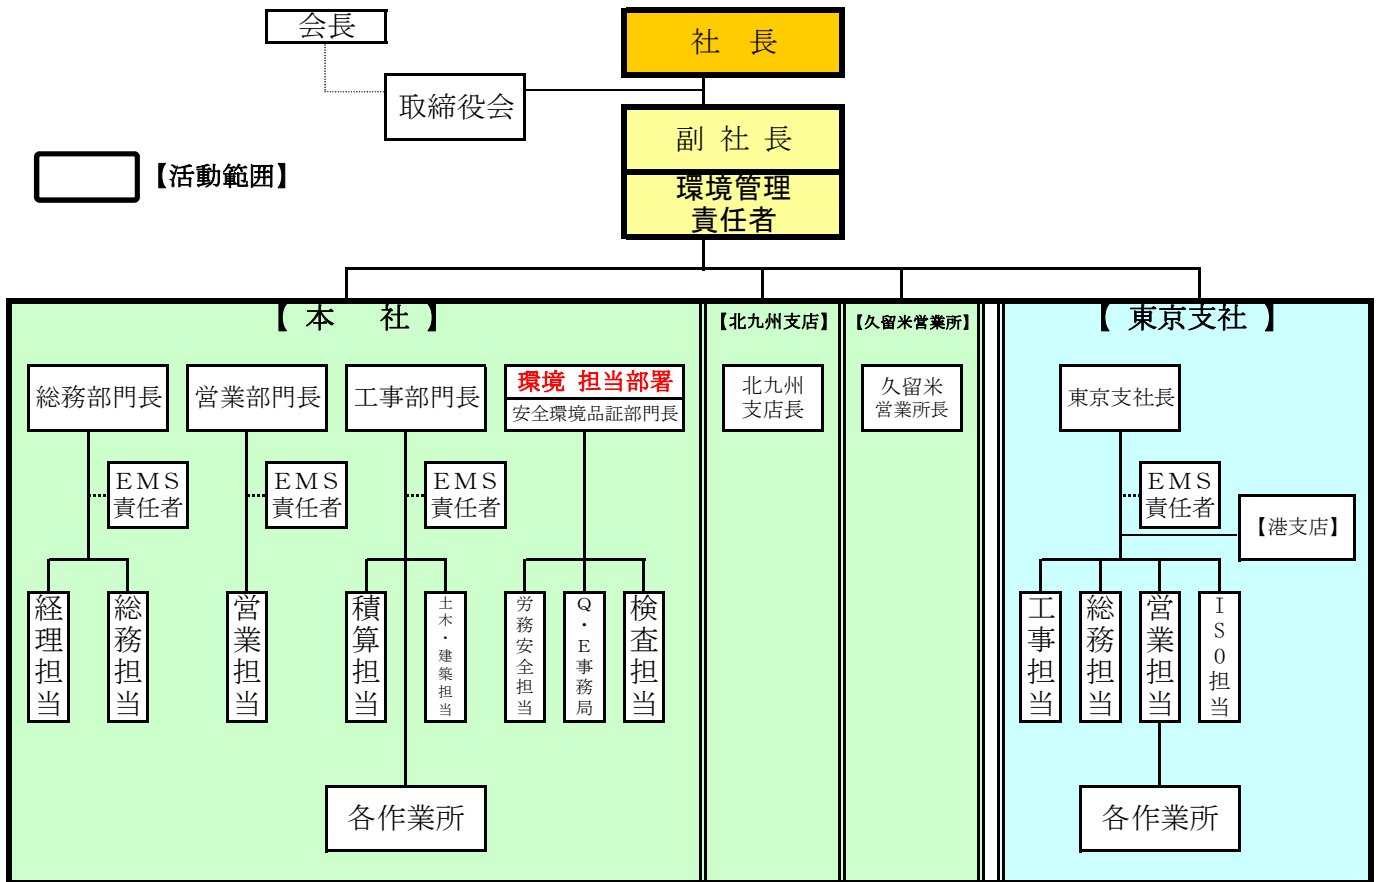 会長
社　長
取締役会
副 社 長
環境管理
責任者
【活動範囲】
【 本　社 】
【北九州支店】
【久留米営業所】
【 東京支社 】
総務部門長
営業部門長
工事部門長
環境 担当部署
安全環境品証部門長
北九州
支店長
久留米
営業所長
東京支社長
ＥＭＳ
責任者
ＥＭＳ
責任者
ＥＭＳ
責任者
ＥＭＳ
責任者
【港支店】
経理担当
総務担当
営業担当
積算担当
土木・建築担当
労務安全担当
Ｑ・Ｅ事務局
検査担当
工事担当
総務担当
営業担当
ＩＳＯ担当
各作業所
各作業所